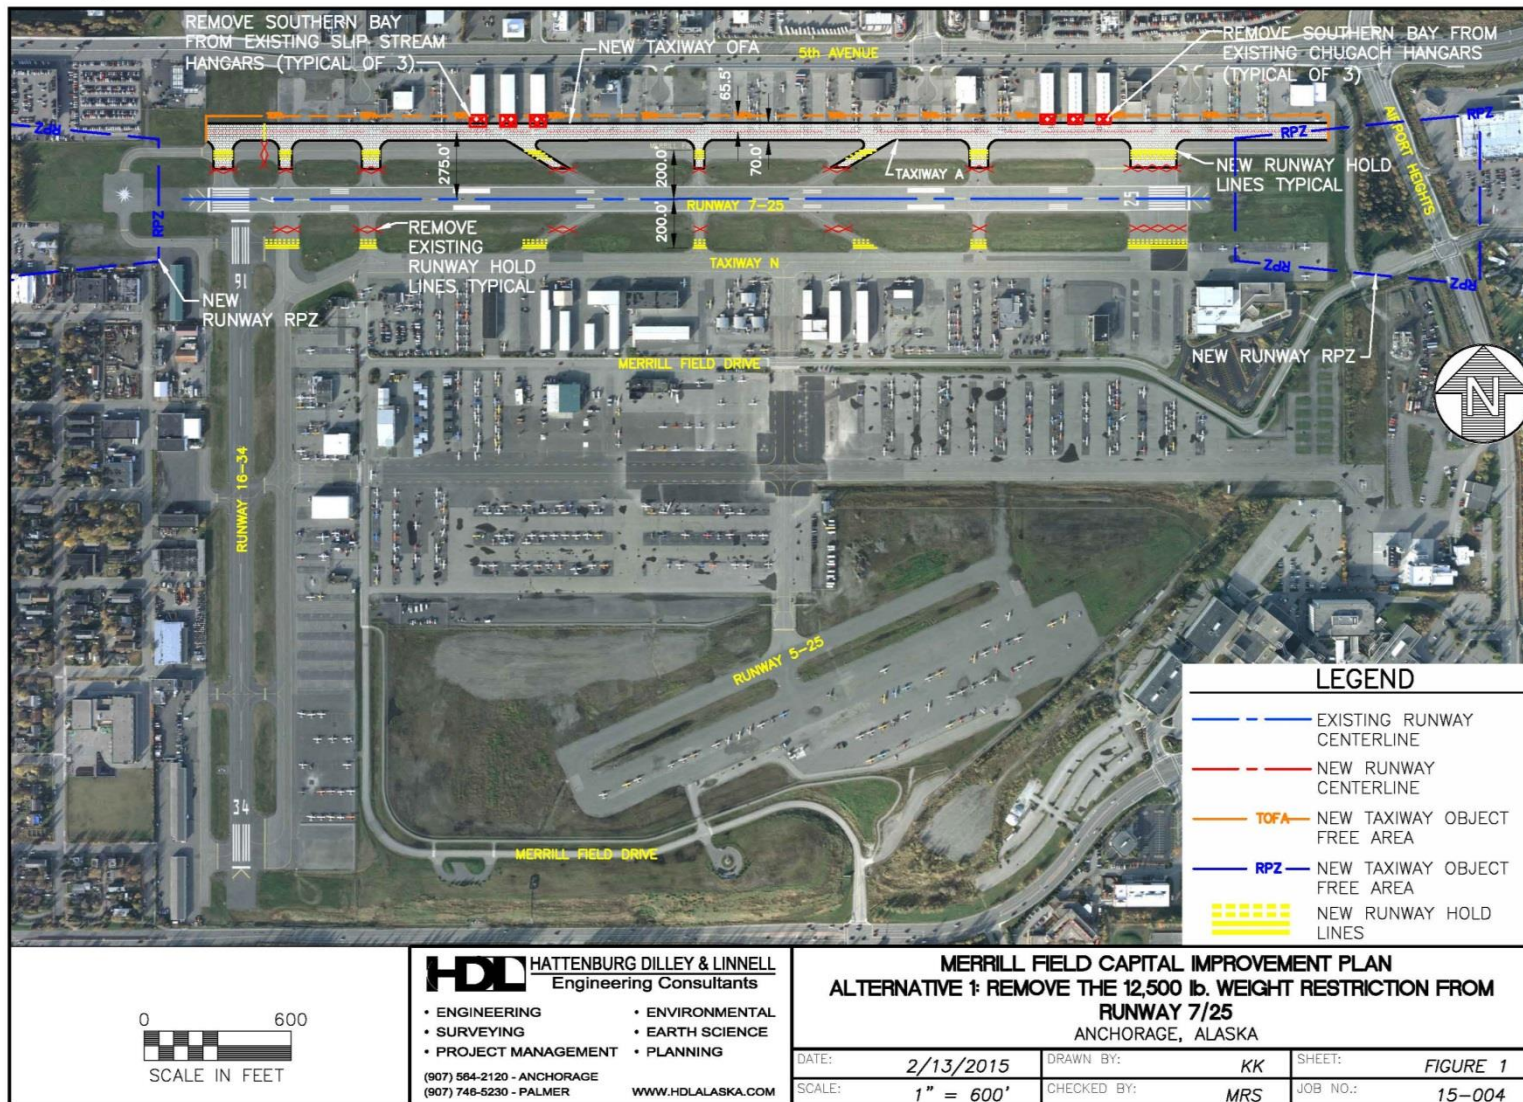 REMOVE SOUTHERN BAY
FROM EXISTING SLIP STREAM
HANGARS (TYPICAL OF 3)
NEW TAXIWAY OFA
5th AVENUE
REMOVE SOUTHERN BAY FROM
EXISTING CHUGACH HANGARS
(TYPICAL OF 3)
65.5'
RPZ
RPZ
RPZ
AIRPORT HEIGHTS
275.0'
200.0'
70.0'
TAXIWAY A
NEW RUNWAY HOLD
LINES TYPICAL
7
25
RUNWAY 7-25
RPZ
200.0'
REMOVE
EXISTING
RUNWAY HOLD
LINES TYPICAL
TAXIWAY N
RPZ
RPZ
RPZ
RPZ
16
NEW
RUNWAY RPZ
NEW RUNWAY RPZ
MERRILL FIELD DRIVE
N
RUNWAY 16-34
RUNWAY 5-25
34
MERRILL FIELD DRIVE
LEGEND
EXISTING RUNWAY
CENTERLINE
NEW RUNWAY
CENTERLINE
TOFA NEW TAXIWAY OBJECT
FREE AREA
RPZ NEW TAXIWAY OBJECT
FREE AREA
NEW RUNWAY HOLD
LINES
0 600
SCALE IN FEET
HDL HATTENBURG DILLEY & LINNELL
Engineering Consultants
• ENGINEERING • ENVIRONMENTAL
• SURVEYING • EARTH SCIENCE
• PROJECT MANAGEMENT • PLANNING
(907) 564-2120 - ANCHORAGE
(907) 746-5230 - PALMER WWW.HDLALASKA.COM
MERRILL FIELD CAPITAL IMPROVEMENT PLAN
ALTERNATIVE 1: REMOVE THE 12,500 lb. WEIGHT RESTRICTION FROM
RUNWAY 7/25
ANCHORAGE, ALASKA
DATE: 2/13/2015 DRAWN BY: KK SHEET: FIGURE 1
SCALE: 1" = 600' CHECKED BY: MRS JOB NO.: 15-004